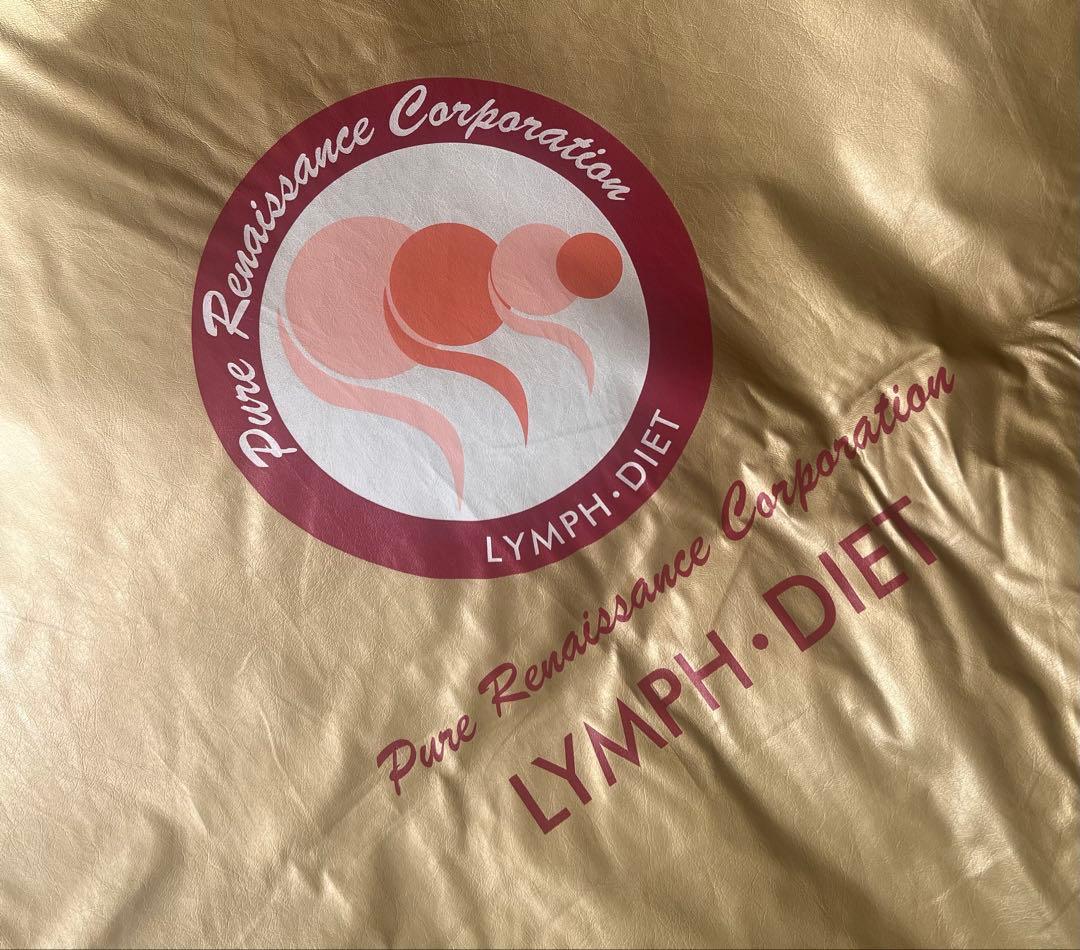 Pure Renaissance Corporation
LYMPH・DIET
Pure Renaissance Corporation
LYMPH・DIET